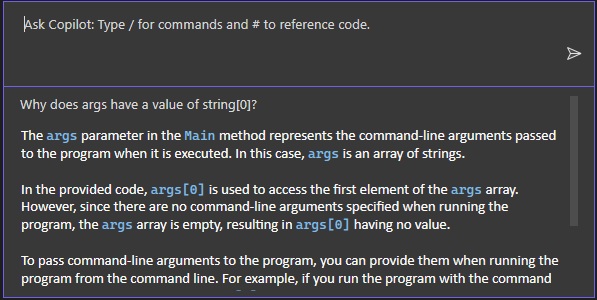 Ask Copilot: Type / for commands and # to reference code.
Why does args have a value of string[0]?
The args parameter in the Main method represents the command-line arguments passed
to the program when it is executed. In this case, args is an array of strings.
In the provided code, args[0] is used to access the first element of the args array.
However, since there are no command-line arguments specified when running the
program, the args array is empty, resulting in args[0] having no value.
To pass command-line arguments to the program, you can provide them when running the
program from the command line. For example, if you run the program with the command